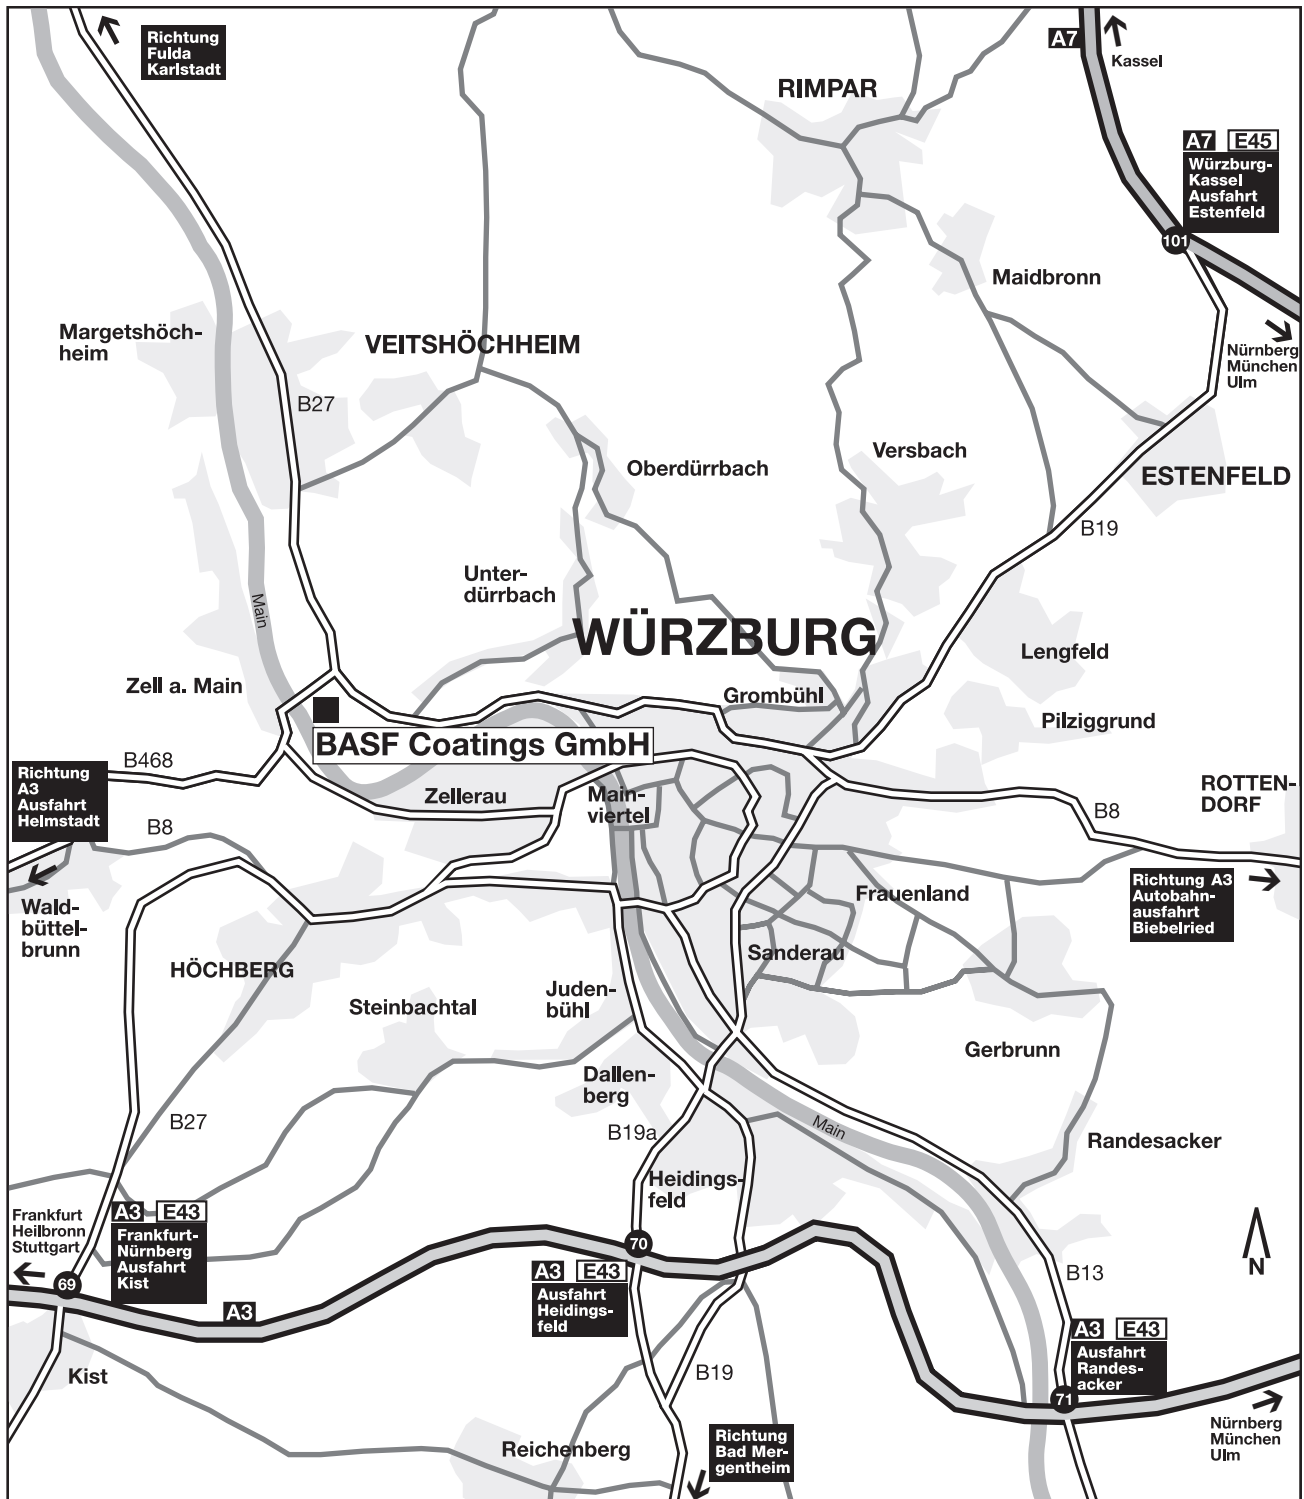 Richtung
Fulda
Karlstadt
A7
Kassel
RIMPAR
A7 E45
Würzburg-
Kassel
Ausfahrt
Estenfeld
101
Maidbronn
Margetshöch-
heim
VEITSHÖCHHEIM
Nürnberg
München
Ulm
B27
Versbach
Oberdürrbach
ESTENFELD
B19
Unter-
dürrbach
Main
WÜRZBURG
Lengfeld
Zell a. Main
Grombühl
Pilziggrund
BASF Coatings GmbH
B468
Richtung
A3
Ausfahrt
Helmstadt
Zellerau
Main-
viertel
ROTTEN-
DORF
B8
B8
Wald-
büttel-
brunn
Frauenland
Richtung A3
Autobahn-
ausfahrt
Biebelried
HÖCHBERG
Sanderau
Steinbachtal
Juden-
bühl
Gerbrunn
Dallen-
berg
B27
B19a
Main
Randesacker
Heidings-
feld
Frankfurt
Heilbronn
Stuttgart
A3 E43
Frankfurt-
Nürnberg
Ausfahrt
Kist
69
A3
70
A3 E43
Ausfahrt
Heidings-
feld
N
B13
A3 E43
Ausfahrt
Randes-
acker
71
Kist
B19
Nürnberg
München
Ulm
Reichenberg
Richtung
Bad Mer-
gentheim